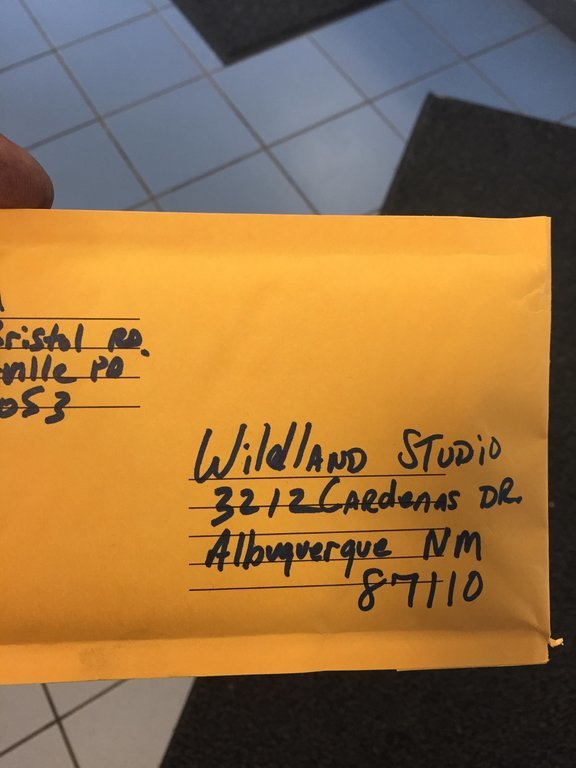 Bristol RD.
ville PA
053
WildLAND STUDIO
3212 CARdeNAS DR.
Albuquerque NM
87110